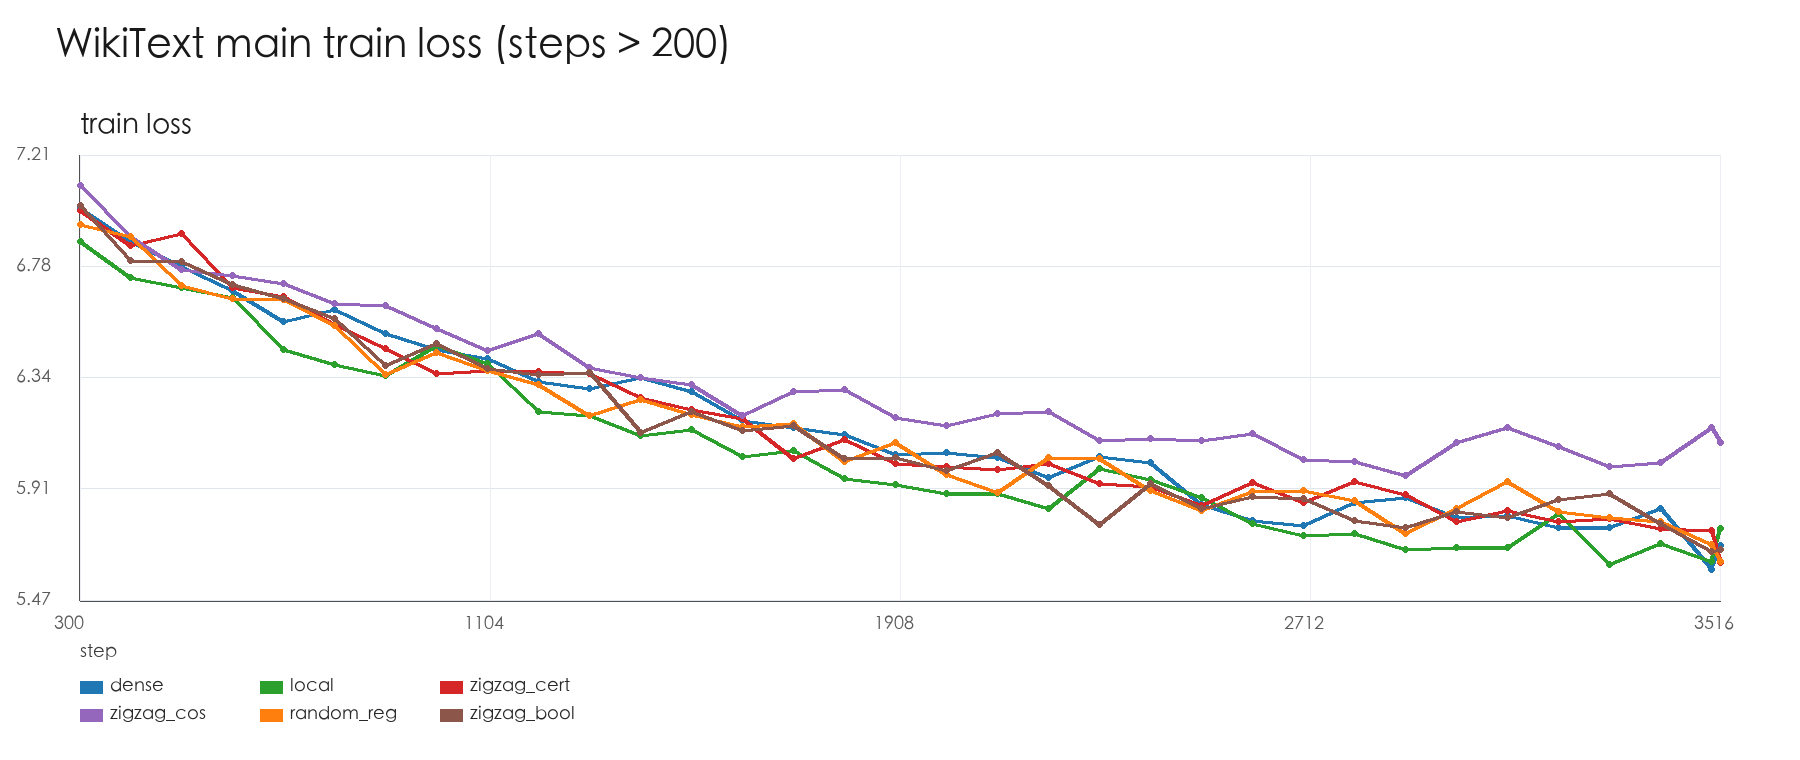 WikiText main train loss (steps > 200)
train loss
7.21
6.78
6.34
5.91
5.47
300 1104 1908 2712 3516
step
dense local zigzag_cert
zigzag_cos random_reg zigzag_bool